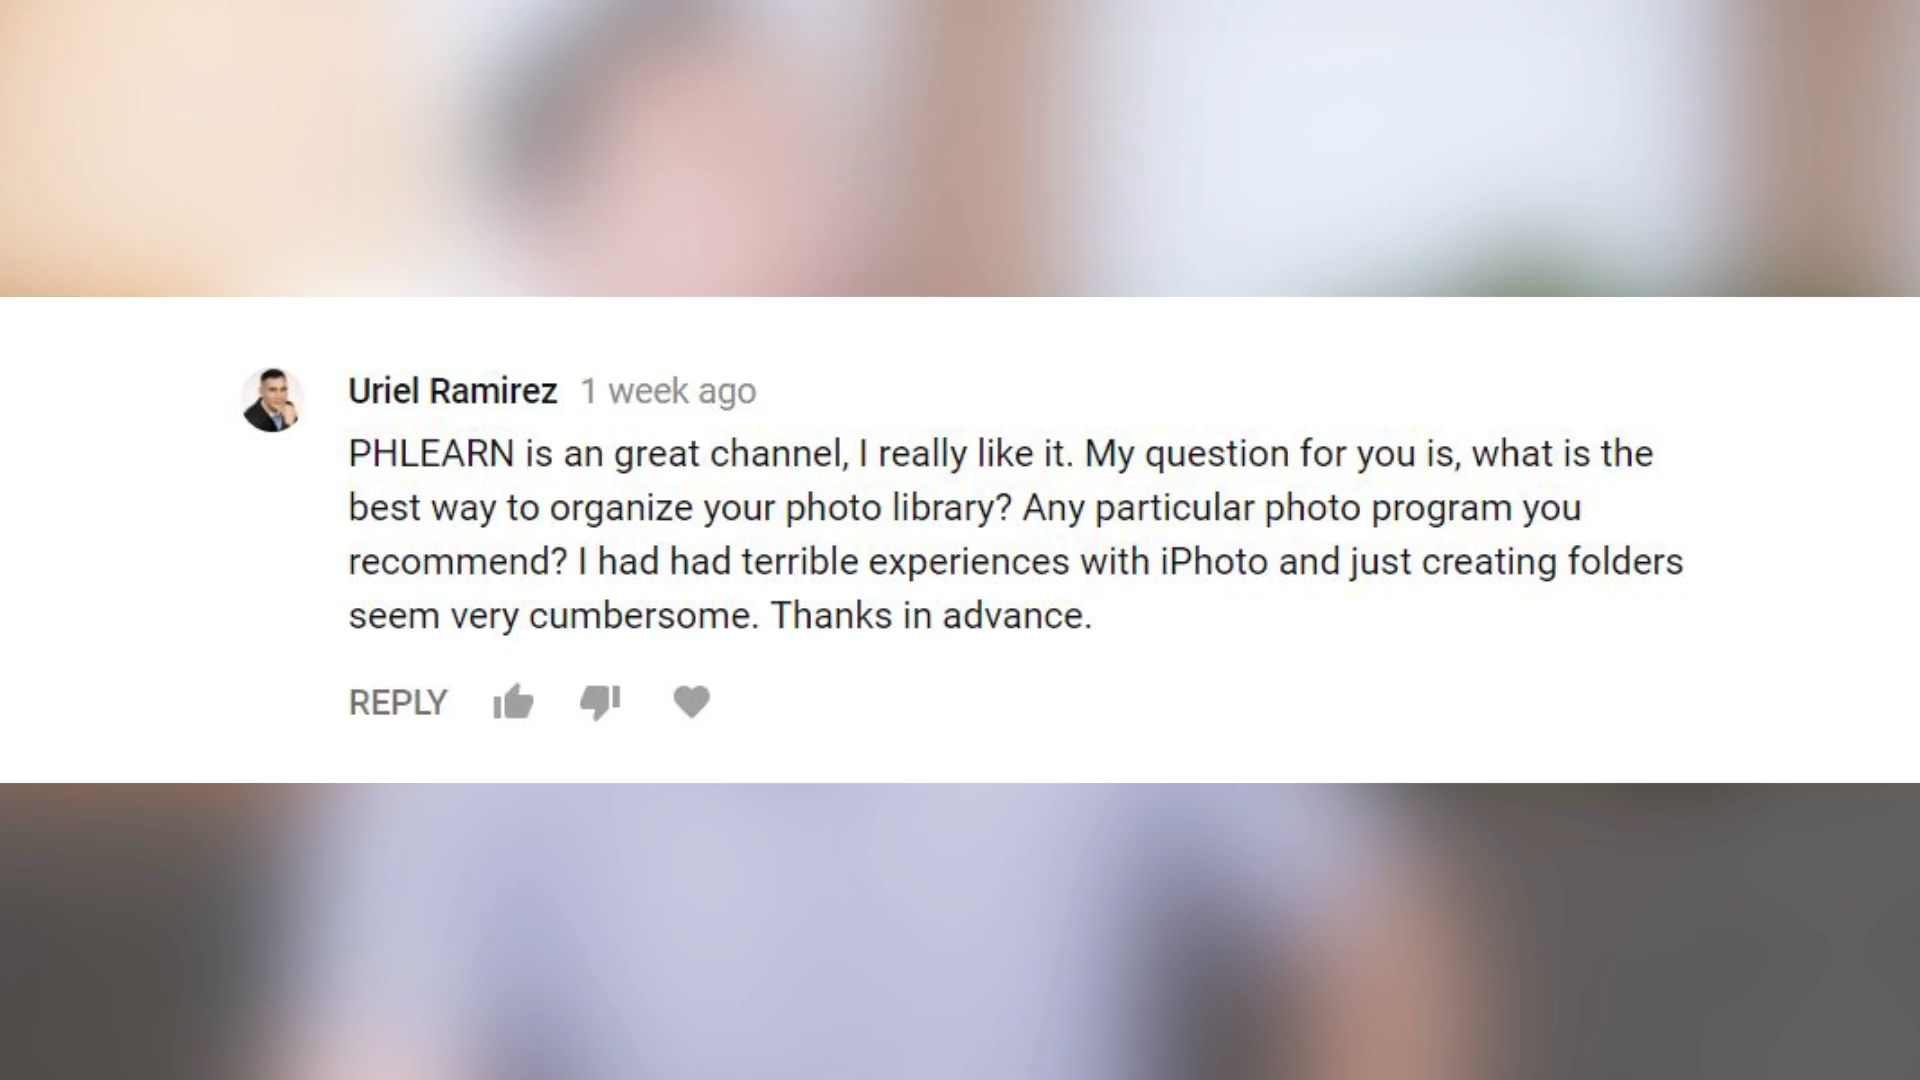 Uriel Ramirez 1 week ago
PHLEARN is an great channel, I really like it. My question for you is, what is the
best way to organize your photo library? Any particular photo program you
recommend? I had had terrible experiences with iPhoto and just creating folders
seem very cumbersome. Thanks in advance.
REPLY